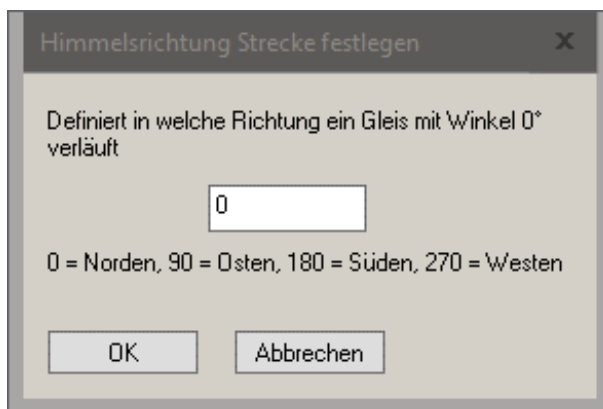 Himmelsrichtung Strecke festlegen
Definiert in welche Richtung ein Gleis mit Winkel 0°
verläuft
0
0 = Norden, 90 = Osten, 180 = Süden, 270 = Westen
OK Abbrechen